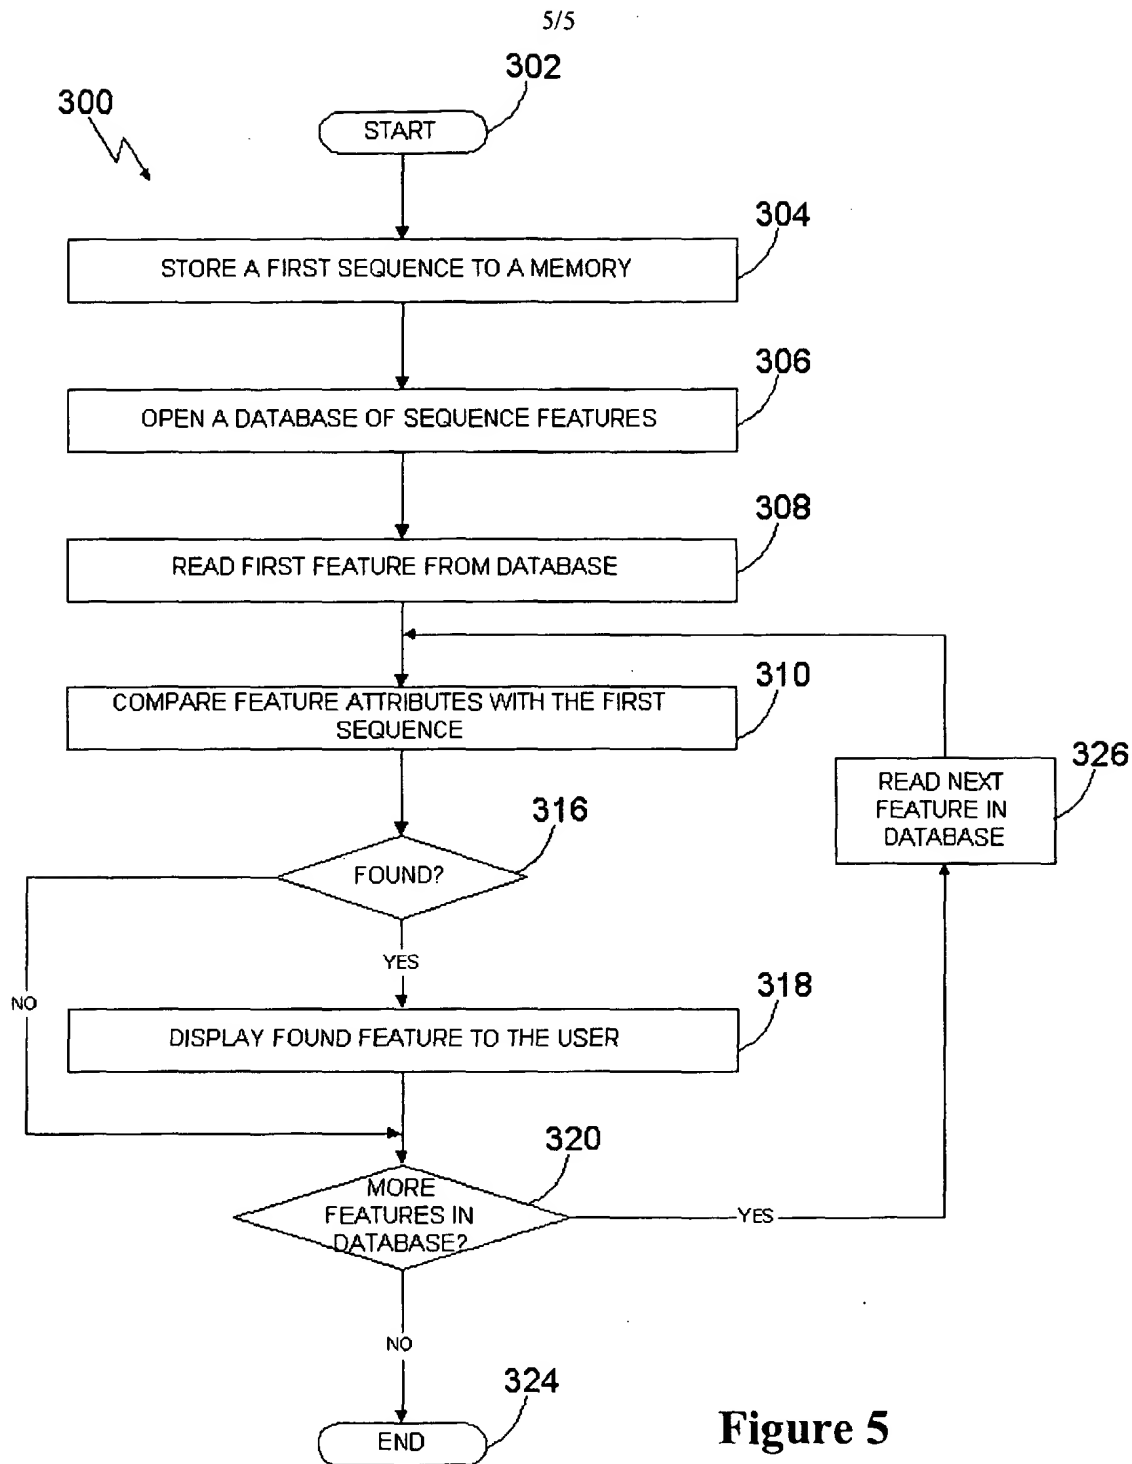 5/5
302
300
START
304
STORE A FIRST SEQUENCE TO A MEMORY
306
OPEN A DATABASE OF SEQUENCE FEATURES
308
READ FIRST FEATURE FROM DATABASE
310
COMPARE FEATURE ATTRIBUTES WITH THE FIRST
SEQUENCE
326
READ NEXT
FEATURE IN
DATABASE
316
FOUND?
YES
NO
318
DISPLAY FOUND FEATURE TO THE USER
320
MORE
FEATURES IN
DATABASE?
YES
NO
324
END
Figure 5